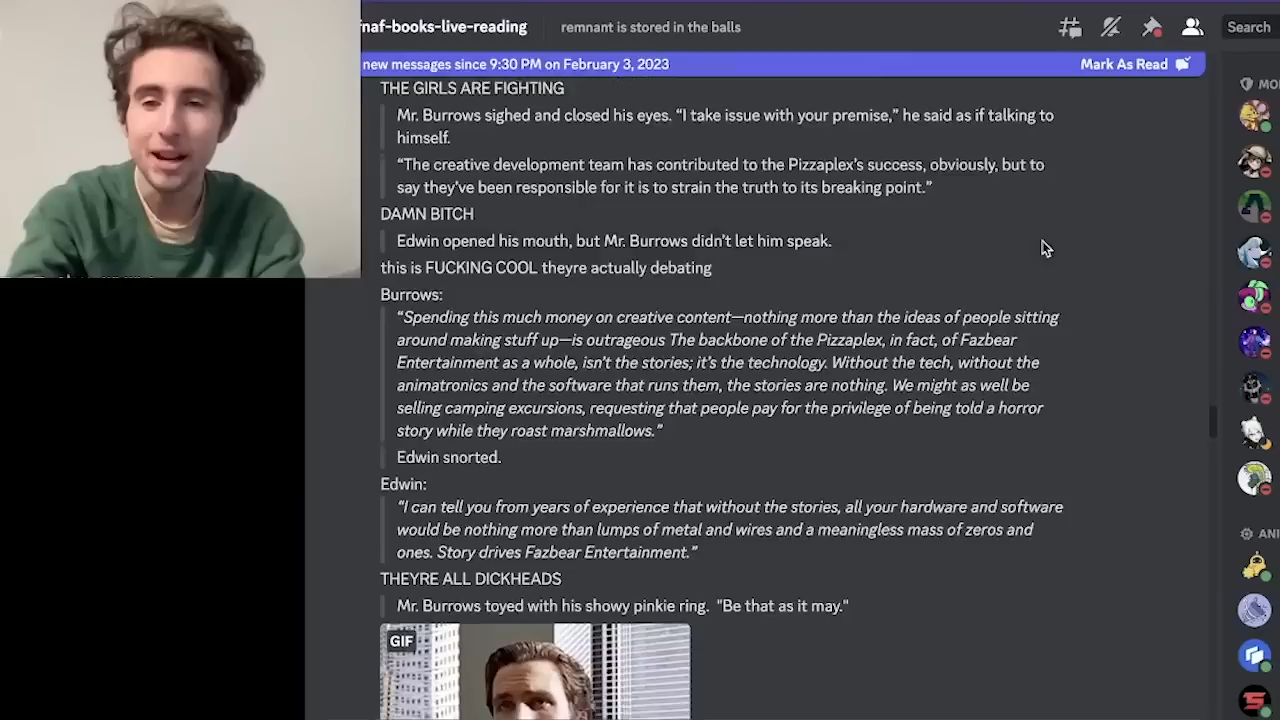 fnaf-books-live-reading
remnant is stored in the balls
Search
new messages since 9:30 PM on February 3, 2023
Mark As Read
THE GIRLS ARE FIGHTING
Mr. Burrows sighed and closed his eyes. “I take issue with your premise,” he said as if talking to
himself.
“The creative development team has contributed to the Pizzaplex’s success, obviously, but to
say they’ve been responsible for it is to strain the truth to its breaking point.”
DAMN BITCH
Edwin opened his mouth, but Mr. Burrows didn’t let him speak.
this is FUCKING COOL theyre actually debating
Burrows:
“Spending this much money on creative content—nothing more than the ideas of people sitting
around making stuff up—is outrageous The backbone of the Pizzaplex, in fact, of Fazbear
Entertainment as a whole, isn’t the stories; it’s the technology. Without the tech, without the
animatronics and the software that runs them, the stories are nothing. We might as well be
selling camping excursions, requesting that people pay for the privilege of being told a horror
story while they roast marshmallows.”
Edwin snorted.
Edwin:
“I can tell you from years of experience that without the stories, all your hardware and software
would be nothing more than lumps of metal and wires and a meaningless mass of zeros and
ones. Story drives Fazbear Entertainment.”
THEYRE ALL DICKHEADS
Mr. Burrows toyed with his showy pinkie ring. "Be that as it may."
GIF